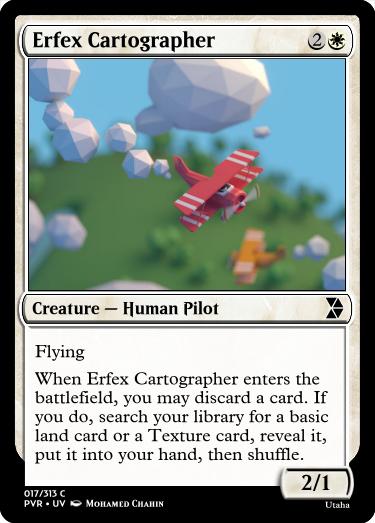 Erfex Cartographer 2
Creature — Human Pilot
Flying
When Erfex Cartographer enters the
battlefield, you may discard a card. If
you do, search your library for a basic
land card or a Texture card, reveal it,
put it into your hand, then shuffle.
2/1
017/313 C
PVR • UV Mohamed Chahin
Utaha